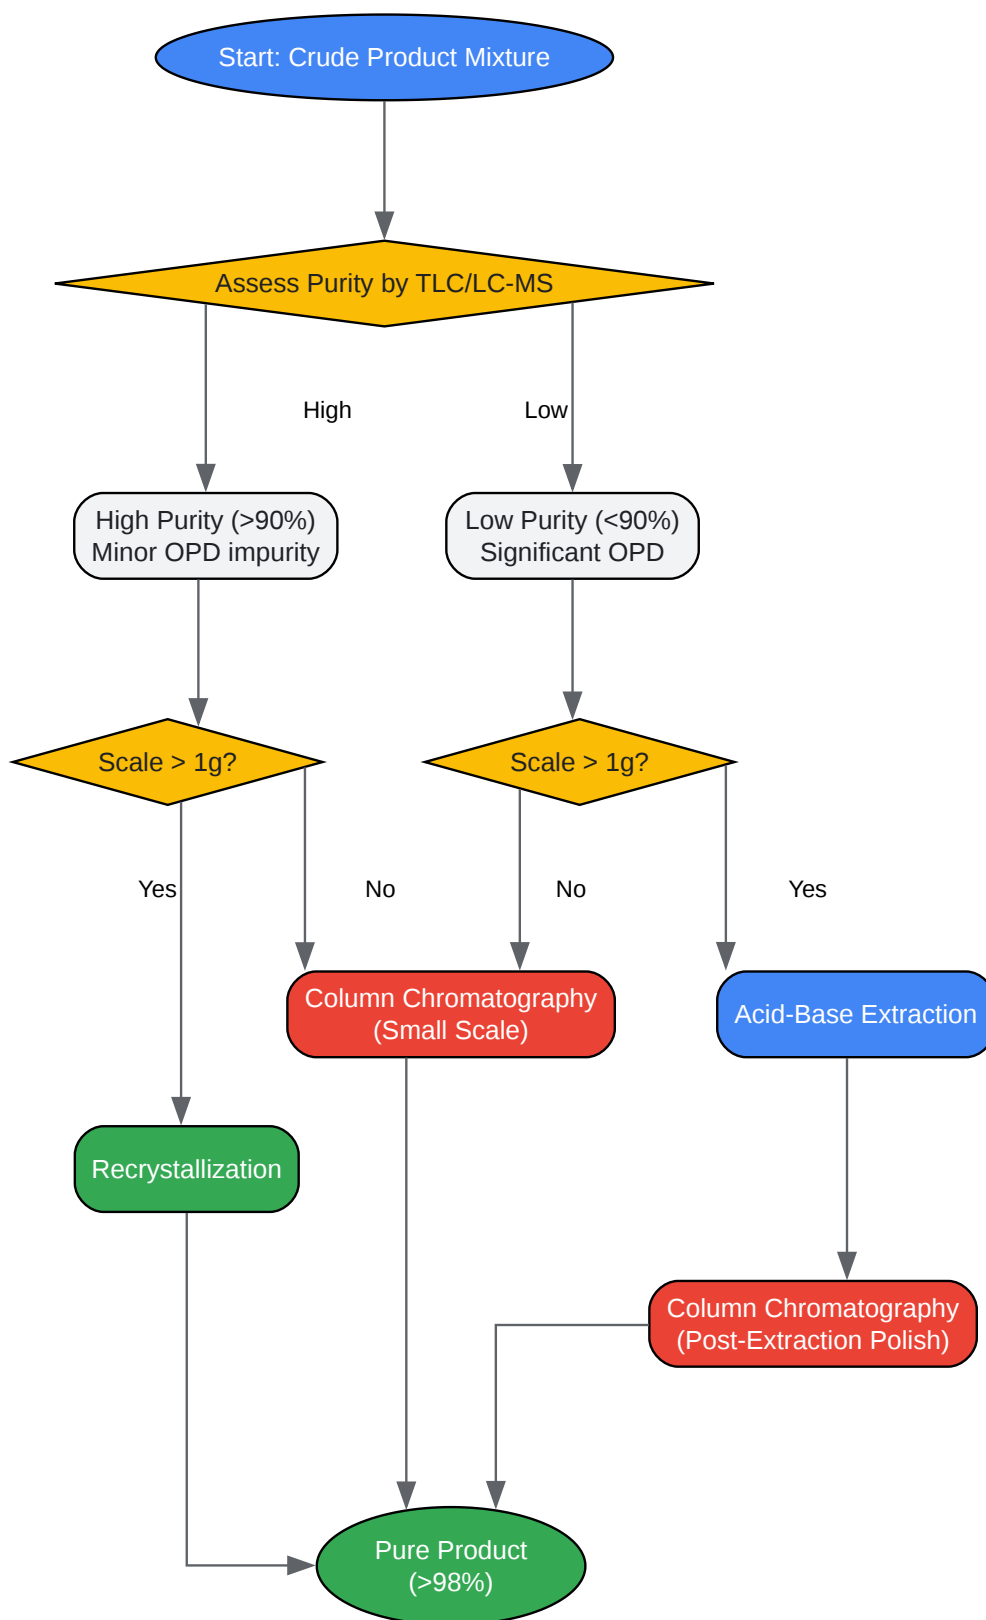 Start: Crude Product Mixture
Assess Purity by TLC/LC-MS
High
Low
High Purity (>90%)
Minor OPD impurity
Low Purity (<90%)
Significant OPD
Scale > 1g?
Scale > 1g?
Yes
No
No
Yes
Column Chromatography
(Small Scale)
Acid-Base Extraction
Recrystallization
Column Chromatography
(Post-Extraction Polish)
Pure Product
(>98%)